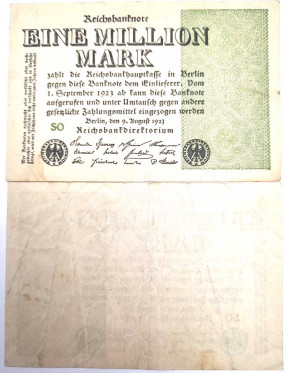 Reichsbanknote
EINE MILLION
MARK
zahlt die Reichsbankhauptkasse in Berlin
gegen diese Banknote dem Einlieferer. Vom
1. September 1923 ab kann diese Banknote
aufgerufen und unter Umtausch gegen andere
gesetzliche Zahlungsmittel eingezogen werden
Berlin, den 9. August 1923
SO
Reichsbankdirektorium